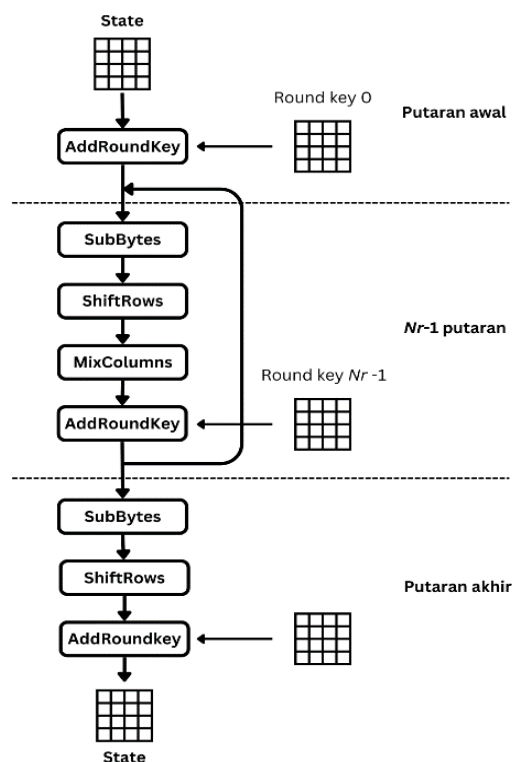 State
Round key 0
Putaran awal
AddRoundKey
SubBytes
ShiftRows
Nr-1 putaran
MixColumns
Round key Nr -1
AddRoundKey
SubBytes
ShiftRows
Putaran akhir
AddRoundkey
State